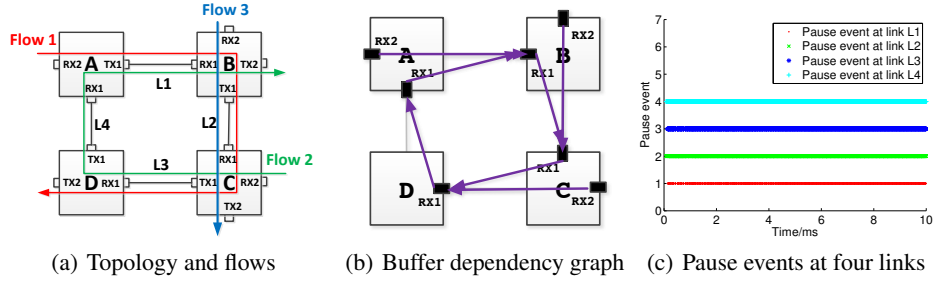 Flow 3
Flow 1
RX2
RX2 A TX1
RX1 B TX2
L1
RX1
TX1
L4
L2
TX1
L3
RX1
Flow 2
TX2 D RX1
TX1 C RX2
TX2
RX2 A
RX2
B
RX1
RX1
D
RX1
RX1
C
RX2
Pause event at link L1
Pause event at link L2
Pause event at link L3
Pause event at link L4
Pause event
7
6
5
4
3
2
1
0
0 2 4 6 8 10
Time/ms
(a) Topology and flows (b) Buffer dependency graph (c) Pause events at four links